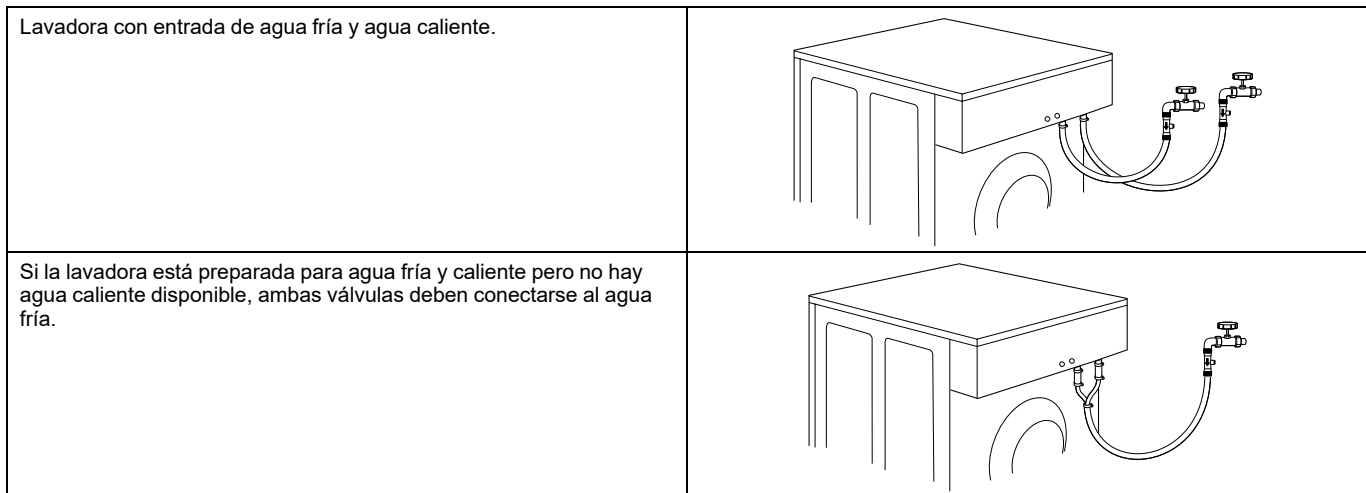 Lavadora con entrada de agua fría y agua caliente.
Si la lavadora está preparada para agua fría y caliente pero no hay
agua caliente disponible, ambas válvulas deben conectarse al agua
fría.